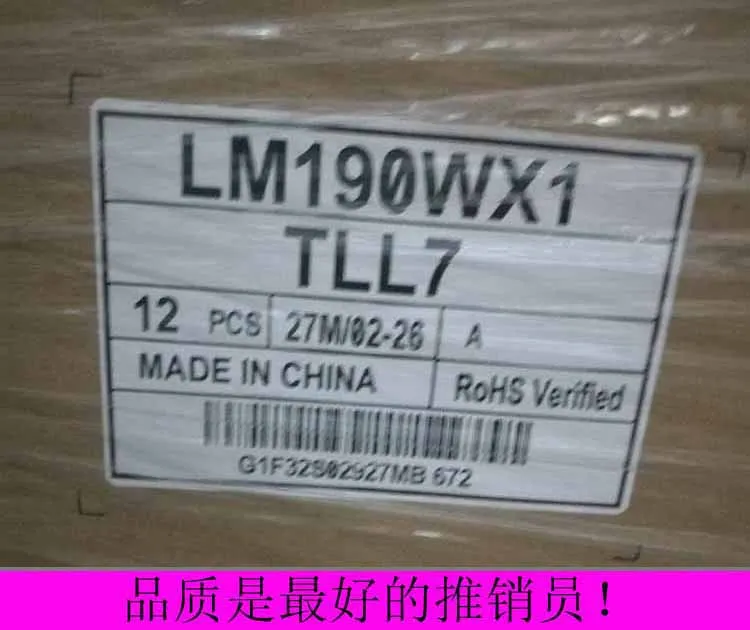 LM190WX1
TLL7
12 PCS 27M/02-26 A
MADE IN CHINA RoHS Verified
G1F32S02927MB 672
品质是最好的推销员！